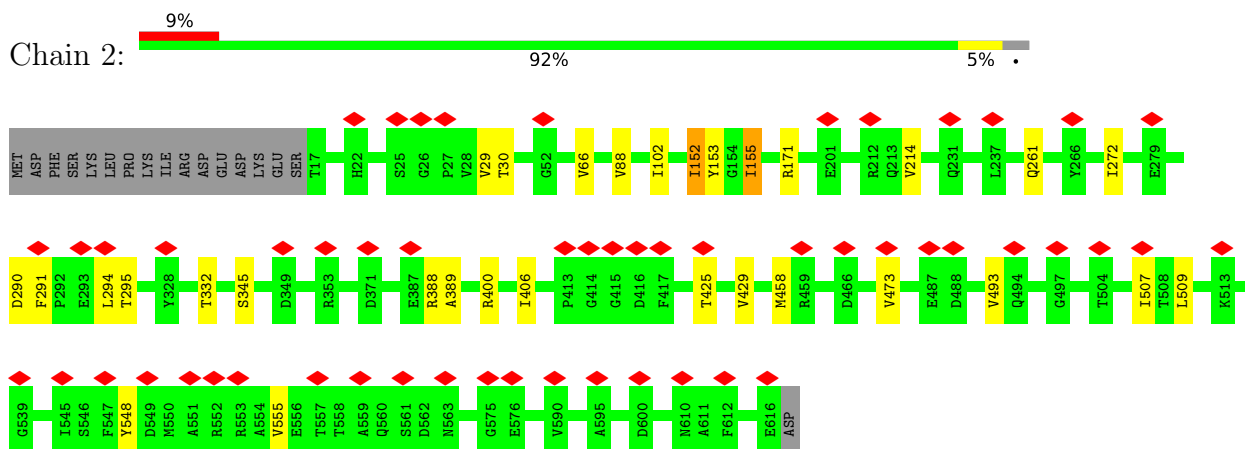 9%
Chain 2:
92% 5% •
MET ASP PHE SER LYS LEU PRO LYS ILE ARG ASP GLU ASP LYS GLU SER T17 H22 S25 G26 P27 V28 V29 T30 G52 V66 V88 I102 I152 Y153 G154 I155 R171 E201 R212 Q213 V214 Q231 L237 Q261 Y266 I272 E279
D290 F291 P292 E293 L294 T295 Y328 T332 S345 D349 R353 D371 E387 R388 A389 R400 I406 P413 G414 G415 D416 F417 T425 V429 M458 R459 D466 V473 E487 D488 V493 Q494 G497 T504 I507 T508 L509 K513
G539 I545 S546 F547 Y548 D549 M550 A551 R552 R553 A554 V555 E556 T557 T558 A559 Q560 S561 D562 N563 G575 E576 V590 A595 D600 N610 A611 F612 E616 ASP